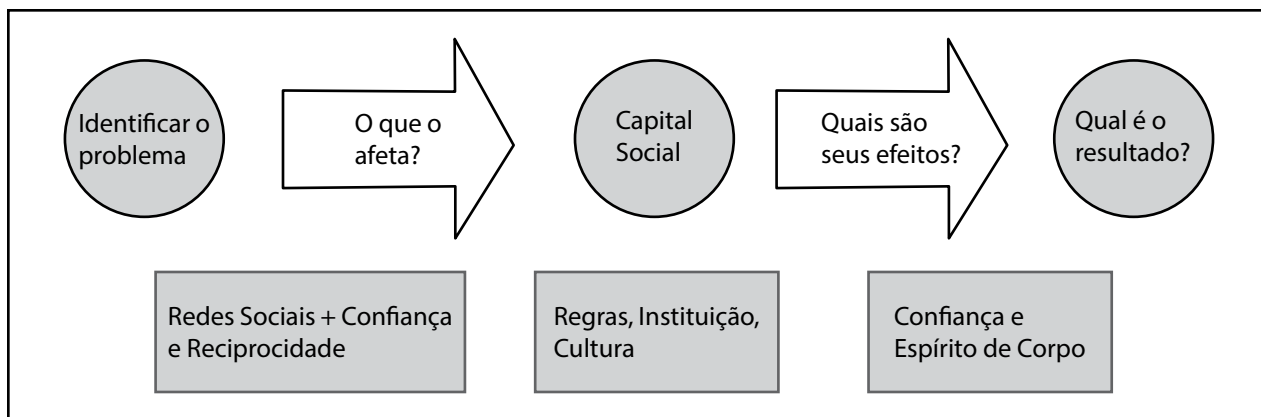 Identificar o
problema
O que o
afeta?
Capital
Social
Quais são
seus efeitos?
Qual é o
resultado?
Redes Sociais + Confiança
e Reciprocidade
Regras, Instituição,
Cultura
Confiança e
Espírito de Corpo